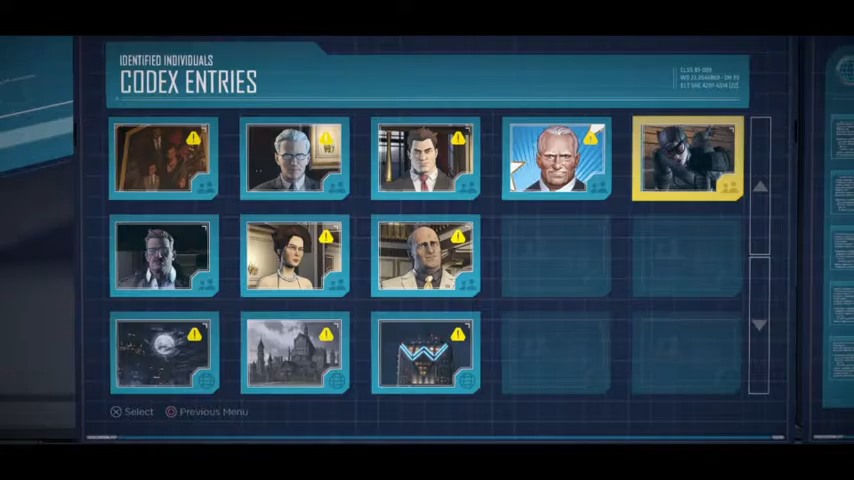 IDENTIFIED INDIVIDUALS
CODEX ENTRIES
Select
Previous Menu